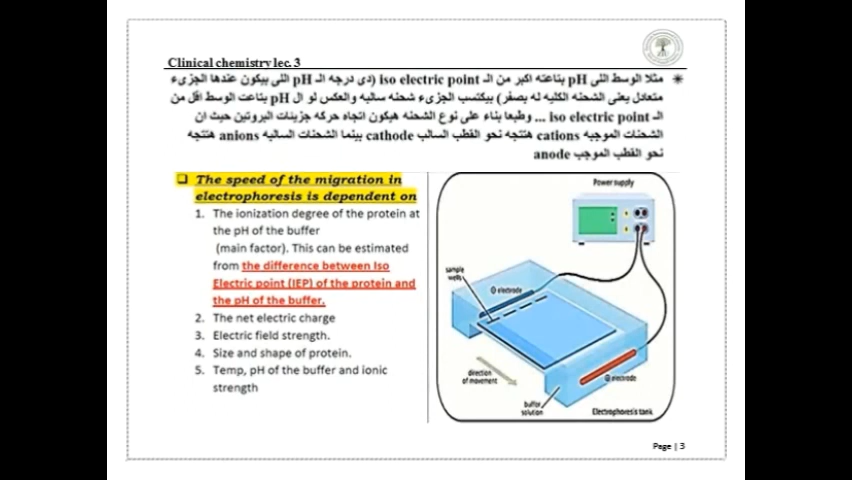 Clinical chemistry lec. 3
* مثلا الوسط اللى pH بتاعته اكبر من الـ iso electric point (دى درجه الـ pH اللى بيكون عندها الجزىء
متعادل يعنى الشحنه الكليه له بصفر) بيكتسب الجزىء شحنه سالبه والعكس لو ال pH بتاعت الوسط اقل من
الـ iso electric point ... وطبعا بناء على نوع الشحنه هيكون اتجاه حركه جزيئات البروتين حيث ان
الشحنات الموجبه cations هتتجه نحو القطب السالب cathode بينما الشحنات السالبه anions هتتجه
نحو القطب الموجب anode
❑ The speed of the migration in
electrophoresis is dependent on
1. The ionization degree of the protein at
the pH of the buffer
(main factor). This can be estimated
from the difference between Iso
Electric point (IEP) of the protein and
the pH of the buffer.
2. The net electric charge
3. Electric field strength.
4. Size and shape of protein.
5. Temp, pH of the buffer and ionic
strength
Power supply
sample
wells
electrode
direction
of movement
electrode
buffer
solution
Electrophoresis tank
Page | 3